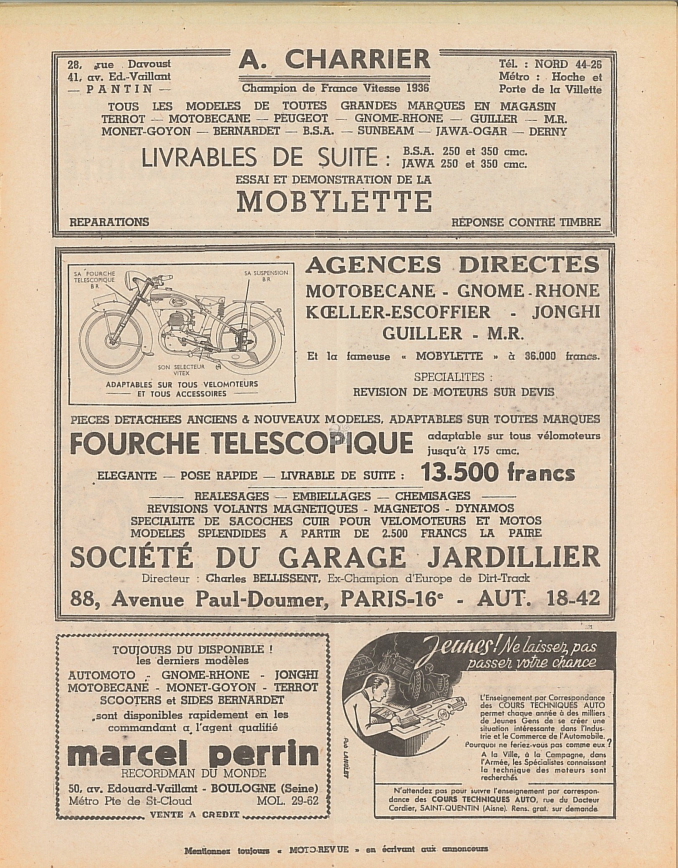 28, rue Davoust
41, av. Ed.-Vaillant
— PANTIN —
A. CHARRIER
Champion de France Vitesse 1936
Tél. : NORD 44-26
Métro : Hoche et
Porte de la Villette
TOUS LES MODELES DE TOUTES GRANDES MARQUES EN MAGASIN
TERROT — MOTOBECANE — PEUGEOT — GNOME-RHONE — GUILLER — M.R.
MONET-GOYON — BERNARDET — B.S.A. — SUNBEAM — JAWA-OGAR — DERNY
LIVRABLES DE SUITE : B.S.A. 250 et 350 cmc.
JAWA 250 et 350 cmc.
ESSAI ET DEMONSTRATION DE LA
MOBYLETTE
REPARATIONS
RÉPONSE CONTRE TIMBRE
SA FOURCHE
TELESCOPIQUE
B R
SA SUSPENSION
B R
SON SELECTEUR
VITEX
ADAPTABLES SUR TOUS VELOMOTEURS
— ET TOUS ACCESSOIRES —
AGENCES DIRECTES
MOTOBECANE - GNOME-RHONE
KŒLLER-ESCOFFIER - JONGHI
GUILLER - M.R.
Et la fameuse « MOBYLETTE » à 36.000 francs.
SPECIALITES :
REVISION DE MOTEURS SUR DEVIS
PIECES DETACHEES ANCIENS & NOUVEAUX MODELES, ADAPTABLES SUR TOUTES MARQUES
FOURCHE TELESCOPIQUE adaptable sur tous vélomoteurs
jusqu'à 175 cmc.
ELEGANTE — POSE RAPIDE — LIVRABLE DE SUITE : 13.500 francs
—— REALESAGES — EMBIELLAGES — CHEMISAGES ——
REVISIONS VOLANTS MAGNETIQUES - MAGNETOS - DYNAMOS
SPECIALITE DE SACOCHES CUIR POUR VELOMOTEURS ET MOTOS
MODELES SPLENDIDES A PARTIR DE 2.500 FRANCS LA PAIRE
SOCIÉTÉ DU GARAGE JARDILLIER
Directeur : Charles BELLISSENT, Ex-Champion d'Europe de Dirt-Track
88, Avenue Paul-Doumer, PARIS-16e - AUT. 18-42
TOUJOURS DU DISPONIBLE !
les derniers modèles
AUTOMOTO - GNOME-RHONE - JONGHI
MOTOBECANE - MONET-GOYON - TERROT
SCOOTERS et SIDES BERNARDET
sont disponibles rapidement en les
commandant a l'agent qualifié
marcel perrin
RECORDMAN DU MONDE
50, av. Edouard-Vaillant - BOULOGNE (Seine)
Métro Pte de St-Cloud MOL. 29-62
— VENTE A CREDIT —
Pub LANGLET
Jeunes! Ne laissez pas
passer votre chance
L'Enseignement par Correspondance
des COURS TECHNIQUES AUTO
permet chaque année à des milliers
de Jeunes Gens de se créer une
situation intéressante dans l'Indus-
trie et le Commerce de l'Automobile.
Pourquoi ne feriez-vous pas comme eux ?
A la Ville, à la Campagne, dans
l'Armée, les Spécialistes connaissant
la technique des moteurs sont
recherchés
N'attendez pas pour suivre l'enseignement par correspon-
dance des COURS TECHNIQUES AUTO, rue du Docteur
Cordier, SAINT-QUENTIN (Aisne). Rens. grat. sur demande
Mentionnez toujours « MOTO-REVUE » en écrivant aux annonceurs